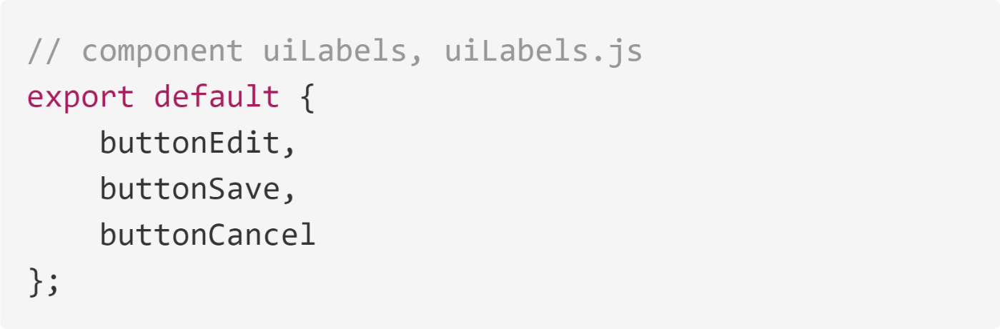 // component uiLabels, uiLabels.js
export default {
    buttonEdit,
    buttonSave,
    buttonCancel
};